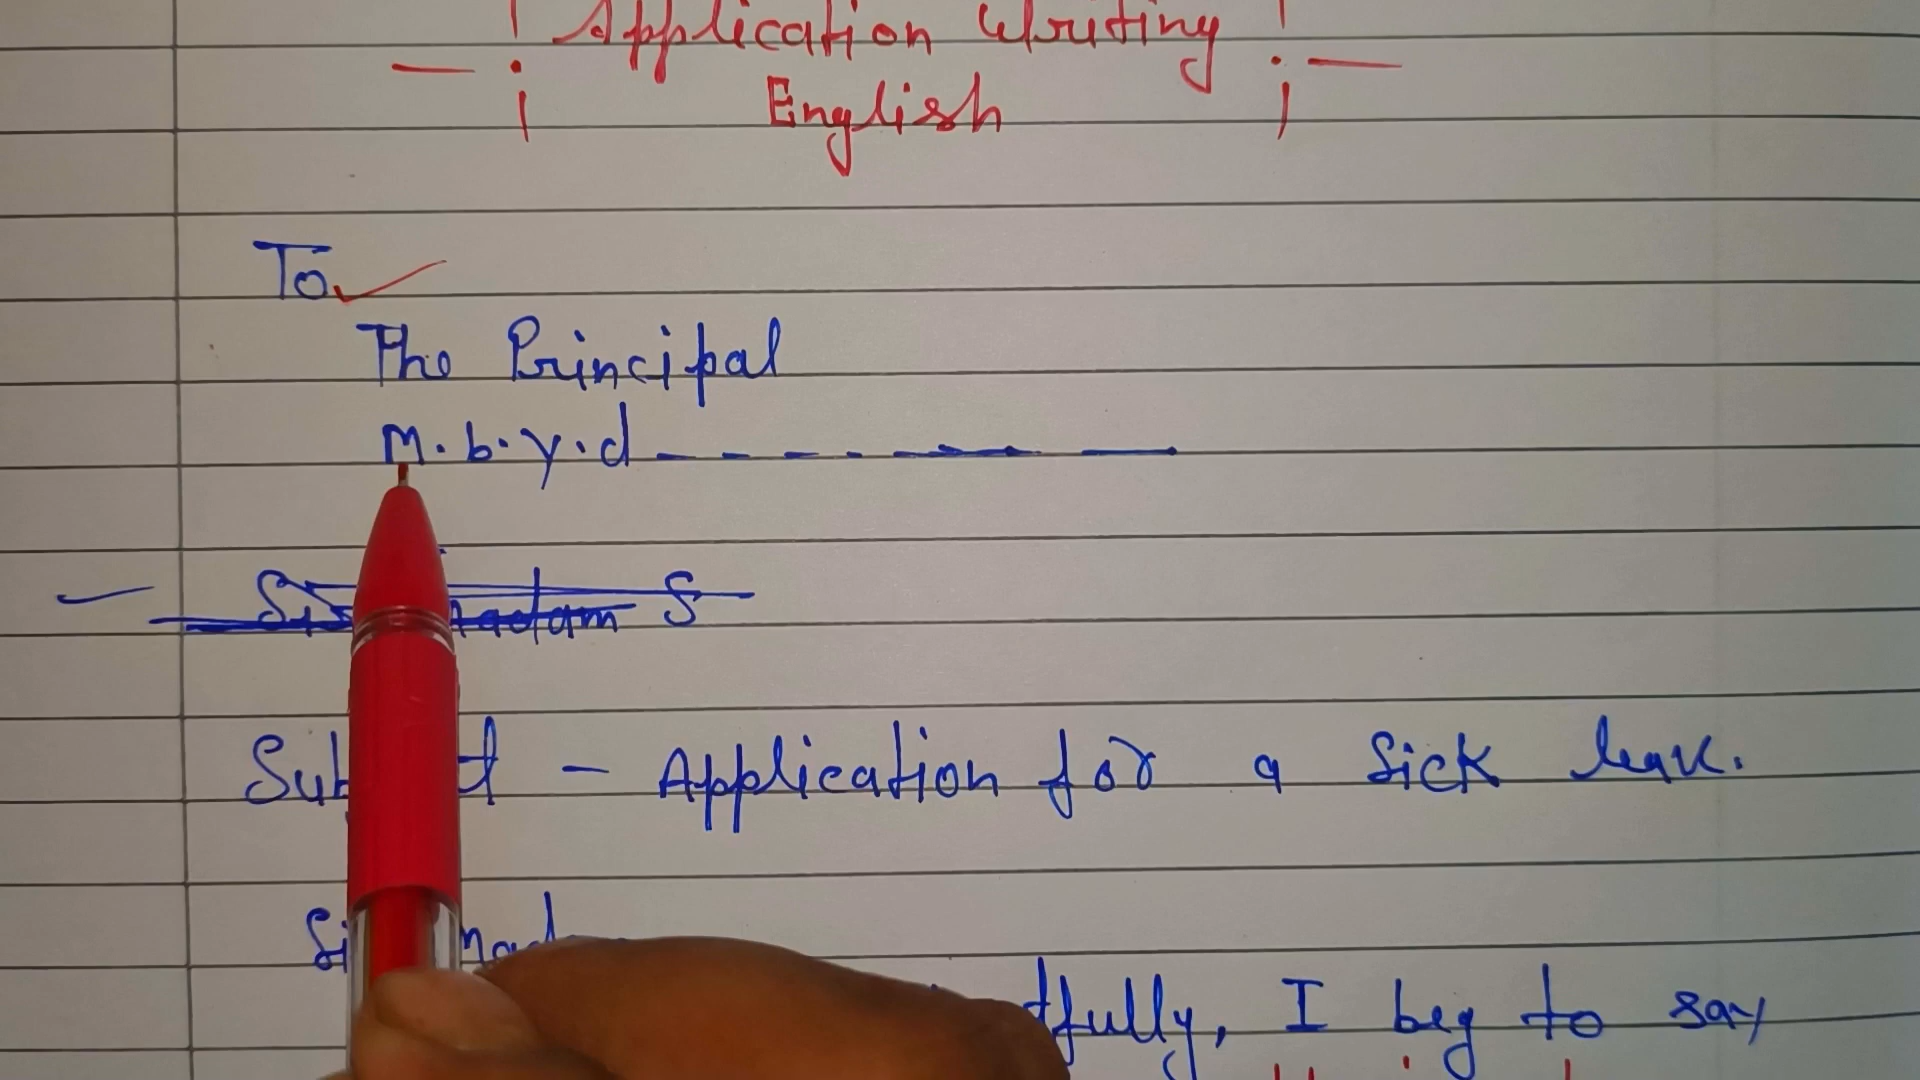 Application Writing
English
To
The Principal
M.b.y.d
S
Subject - Application for a Sick leave.
I beg to say